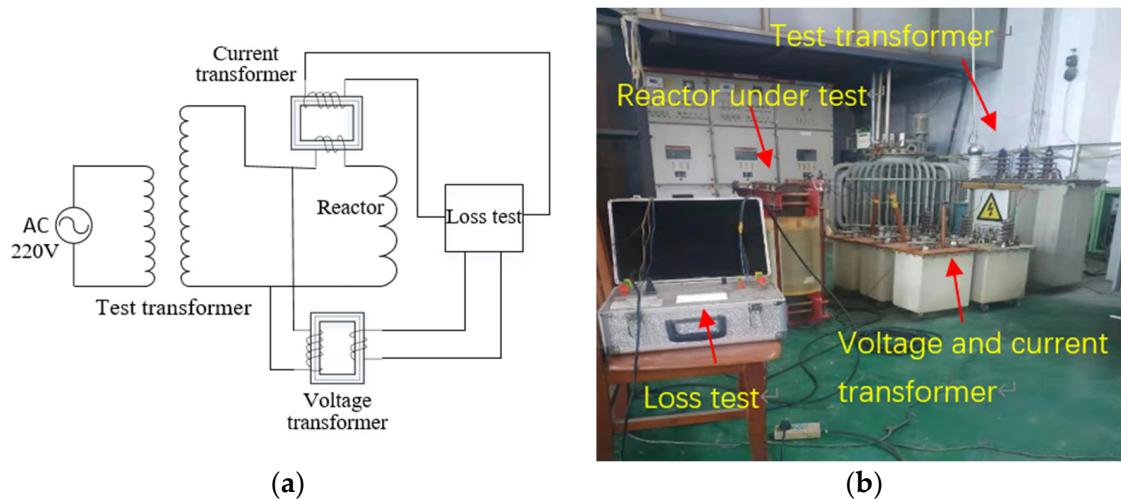 Current
transformer
AC
220V
Test transformer
Reactor
Loss test
Voltage
transformer
(a)
Test transformer↵
Reactor under test↵
Voltage and current
transformer↵
Loss test↵
(b)